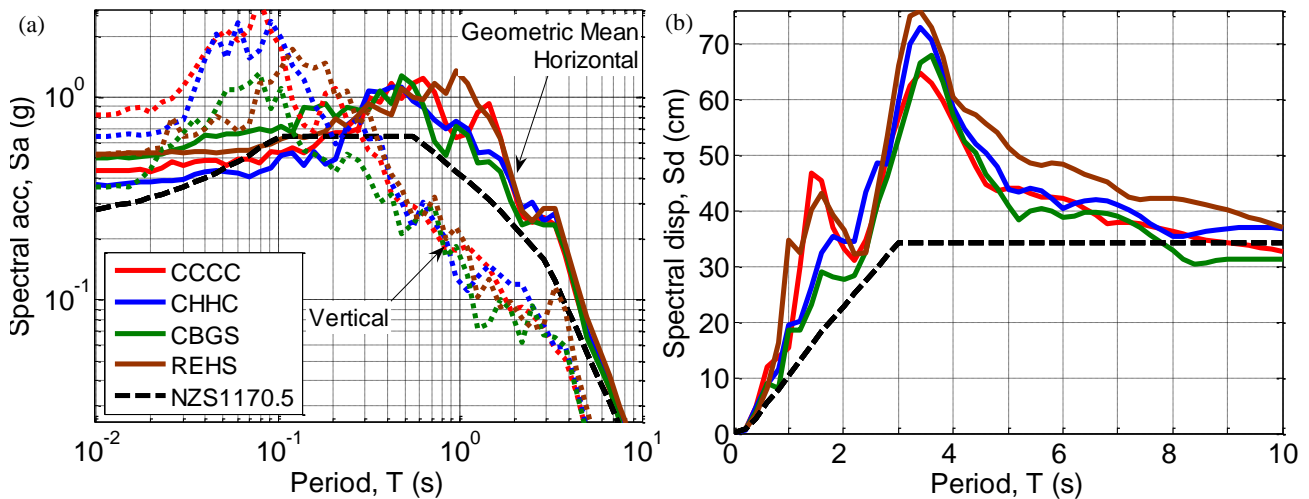 (a)
Spectral acc, Sa (g)
10^0
10^-1
Geometric Mean
Horizontal
Vertical
CCCC
CHHC
CBGS
REHS
NZS1170.5
10^-2
10^-1
10^0
10^1
Period, T (s)
(b)
Spectral disp, Sd (cm)
70
60
50
40
30
20
10
0
0
2
4
6
8
10
Period, T (s)